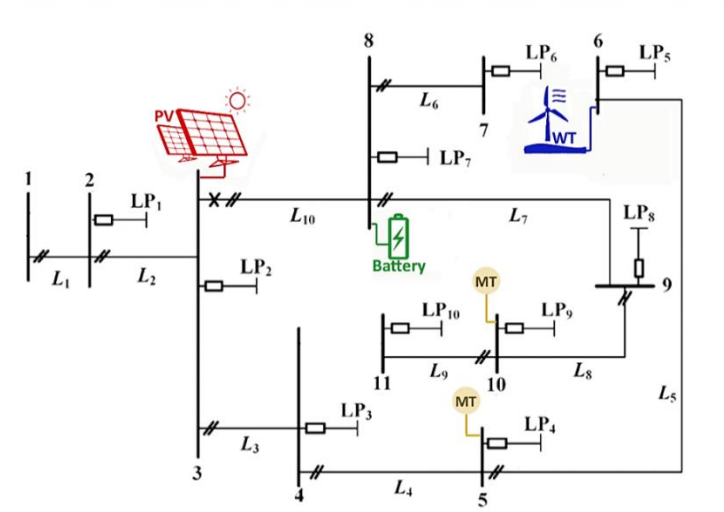 8
6
LP₆
LP₅
L₆
7
PV
WT
LP₇
1
2
LP₁
L₁₀
L₇
LP₈
Battery
L₁
L₂
LP₂
MT
9
LP₁₀
LP₉
11
L₉
10
L₈
MT
L₅
LP₃
LP₄
L₃
3
4
L₄
5